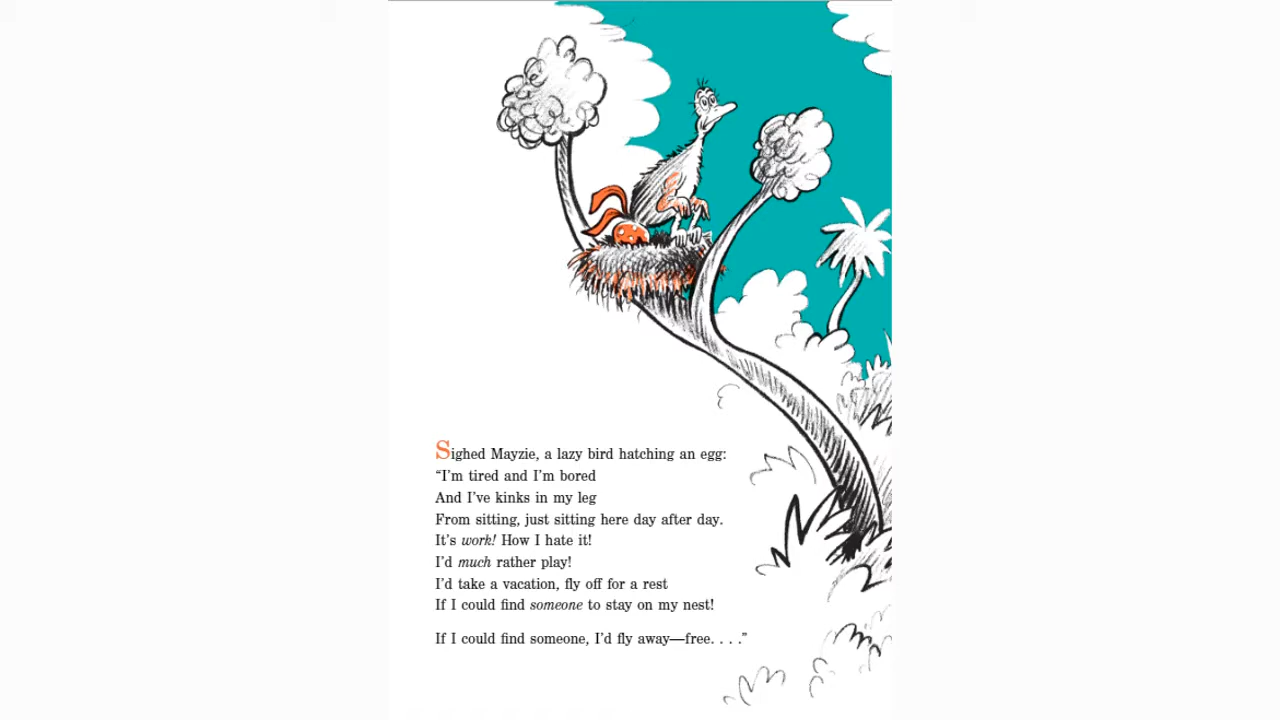 Sighed Mayzie, a lazy bird hatching an egg:
“I’m tired and I’m bored
And I’ve kinks in my leg
From sitting, just sitting here day after day.
It’s work! How I hate it!
I’d much rather play!
I’d take a vacation, fly off for a rest
If I could find someone to stay on my nest!
If I could find someone, I’d fly away—free. . . .”